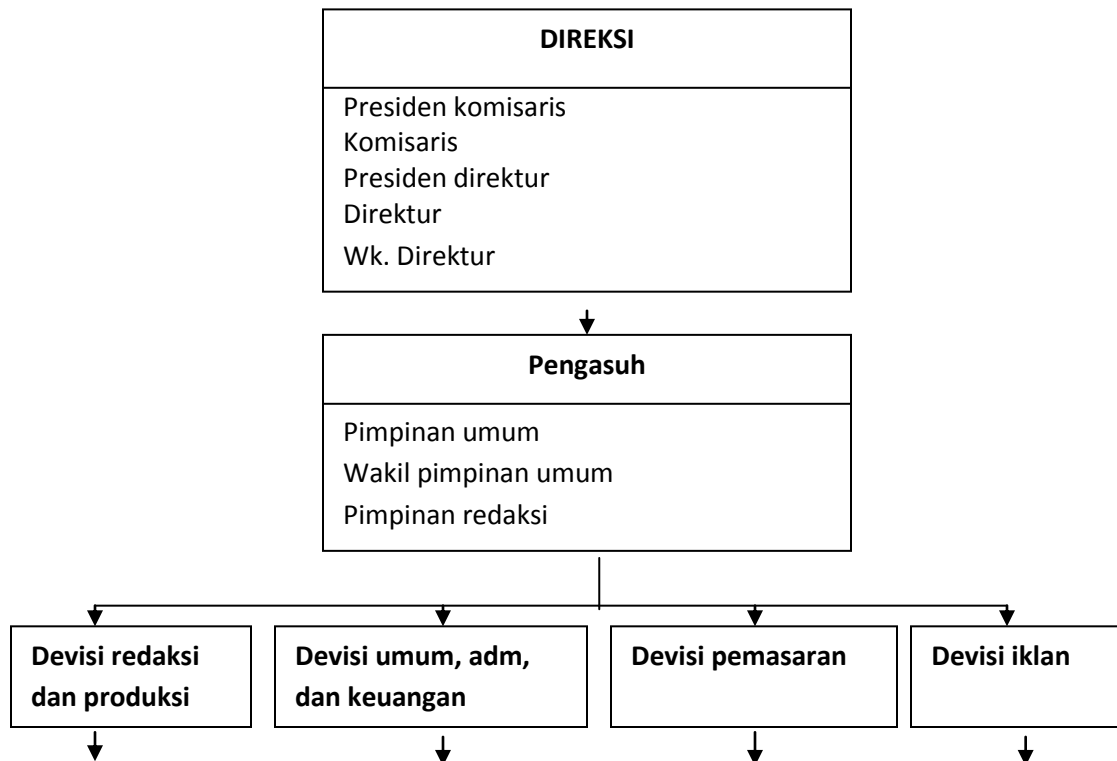 DIREKSI
Presiden komisaris
Komisaris
Presiden direktur
Direktur
Wk. Direktur
Pengasuh
Pimpinan umum
Wakil pimpinan umum
Pimpinan redaksi
Devisi redaksi
dan produksi
Devisi umum, adm,
dan keuangan
Devisi pemasaran
Devisi iklan